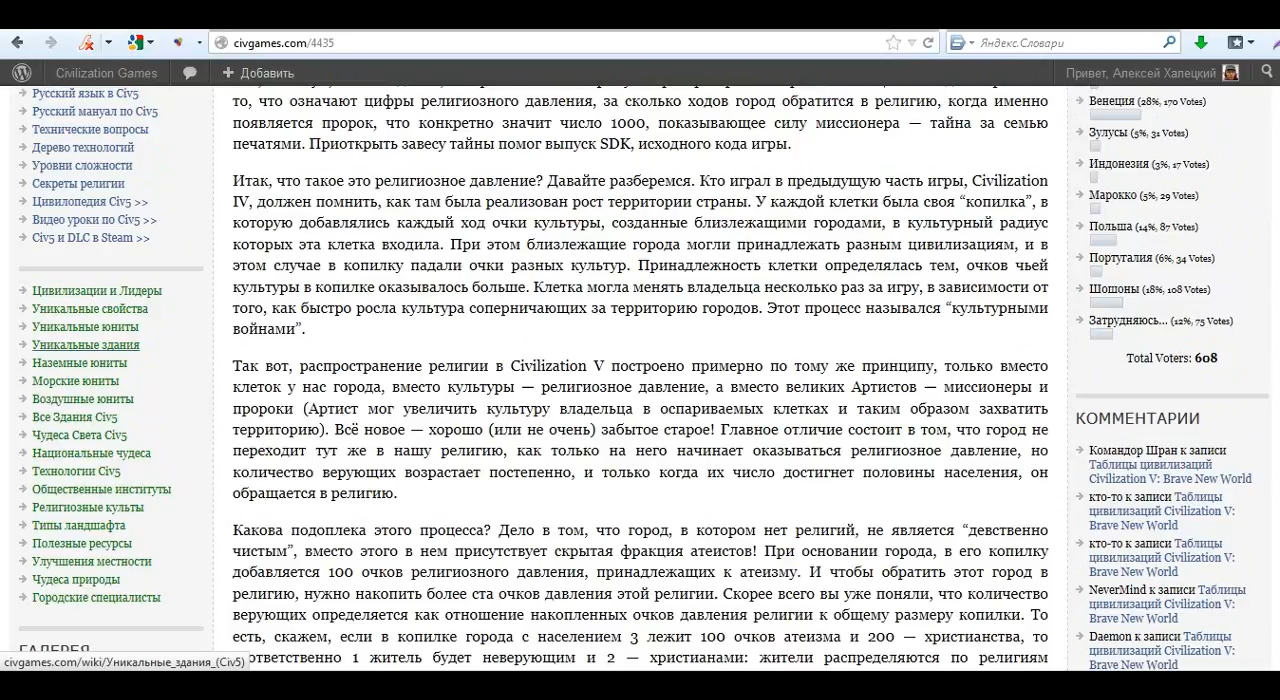 civgames.com/4435
Яндекс.Словари
Civilization Games
Добавить
Привет, Алексей Халецкий
Русский язык в Civ5
Русский мануал по Civ5
Технические вопросы
Дерево технологий
Уровни сложности
Секреты религии
Цивилопедия Civ5 >>
Видео уроки по Civ5 >>
Civ5 и DLC в Steam >>
Цивилизации и Лидеры
Уникальные свойства
Уникальные юниты
Уникальные здания
Наземные юниты
Морские юниты
Воздушные юниты
Все Здания Civ5
Чудеса Света Civ5
Национальные чудеса
Технологии Civ5
Общественные институты
Религиозные культы
Типы ландшафта
Полезные ресурсы
Улучшения местности
Чудеса природы
Городские специалисты
ГАЛЕРЕЯ
civgames.com/wiki/Уникальные_здания_(Civ5)
то, что означают цифры религиозного давления, за сколько ходов город обратится в религию, когда именно
появляется пророк, что конкретно значит число 1000, показывающее силу миссионера — тайна за семью
печатями. Приоткрыть завесу тайны помог выпуск SDK, исходного кода игры.
Итак, что такое это религиозное давление? Давайте разберемся. Кто играл в предыдущую часть игры, Civilization
IV, должен помнить, как там была реализован рост территории страны. У каждой клетки была своя “копилка”, в
которую добавлялись каждый ход очки культуры, созданные близлежащими городами, в культурный радиус
которых эта клетка входила. При этом близлежащие города могли принадлежать разным цивилизациям, и в
этом случае в копилку падали очки разных культур. Принадлежность клетки определялась тем, очков чьей
культуры в копилке оказывалось больше. Клетка могла менять владельца несколько раз за игру, в зависимости от
того, как быстро росла культура соперничающих за территорию городов. Этот процесс назывался “культурными
войнами”.
Так вот, распространение религии в Civilization V построено примерно по тому же принципу, только вместо
клеток у нас города, вместо культуры — религиозное давление, а вместо великих Артистов — миссионеры и
пророки (Артист мог увеличить культуру владельца в оспариваемых клетках и таким образом захватить
территорию). Всё новое — хорошо (или не очень) забытое старое! Главное отличие состоит в том, что город не
переходит тут же в нашу религию, как только на него начинает оказываться религиозное давление, но
количество верующих возрастает постепенно, и только когда их число достигнет половины населения, он
обращается в религию.
Какова подоплека этого процесса? Дело в том, что город, в котором нет религий, не является “девственно
чистым”, вместо этого в нем присутствует скрытая фракция атеистов! При основании города, в его копилку
добавляется 100 очков религиозного давления, принадлежащих к атеизму. И чтобы обратить этот город в
религию, нужно накопить более ста очков давления этой религии. Скорее всего вы уже поняли, что количество
верующих определяется как отношение накопленных очков давления религии к общему размеру копилки. То
есть, скажем, если в копилке города с населением 3 лежит 100 очков атеизма и 200 — христианства, то
оответственно 1 житель будет неверующим и 2 — христианами: жители распределяются по религиям
Венеция (28%, 170 Votes)
Зулусы (5%, 31 Votes)
Индонезия (3%, 17 Votes)
Марокко (5%, 29 Votes)
Польша (14%, 87 Votes)
Португалия (6%, 34 Votes)
Шошоны (18%, 108 Votes)
Затрудняюсь... (12%, 75 Votes)
Total Voters: 608
КОММЕНТАРИИ
Командор Шран к записи
Таблицы цивилизаций
Civilization V: Brave New World
кто-то к записи Таблицы
цивилизаций Civilization V:
Brave New World
кто-то к записи Таблицы
цивилизаций Civilization V:
Brave New World
NeverMind к записи Таблицы
цивилизаций Civilization V:
Brave New World
Daemon к записи Таблицы
цивилизаций Civilization V:
Brave New World